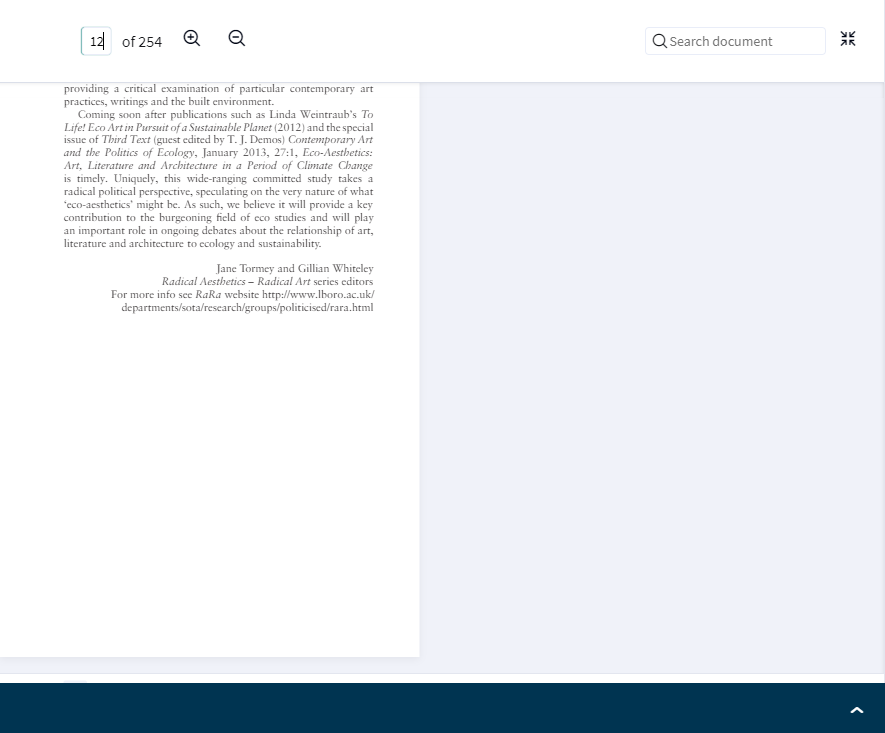 12 of 254
Search document
providing a critical examination of particular contemporary art
practices, writings and the built environment.
Coming soon after publications such as Linda Weintraub’s To
Life! Eco Art in Pursuit of a Sustainable Planet (2012) and the special
issue of Third Text (guest edited by T. J. Demos) Contemporary Art
and the Politics of Ecology, January 2013, 27:1, Eco-Aesthetics:
Art, Literature and Architecture in a Period of Climate Change
is timely. Uniquely, this wide-ranging committed study takes a
radical political perspective, speculating on the very nature of what
‘eco-aesthetics’ might be. As such, we believe it will provide a key
contribution to the burgeoning field of eco studies and will play
an important role in ongoing debates about the relationship of art,
literature and architecture to ecology and sustainability.
Jane Tormey and Gillian Whiteley
Radical Aesthetics – Radical Art series editors
For more info see RaRa website http://www.lboro.ac.uk/
departments/sota/research/groups/politicised/rara.html